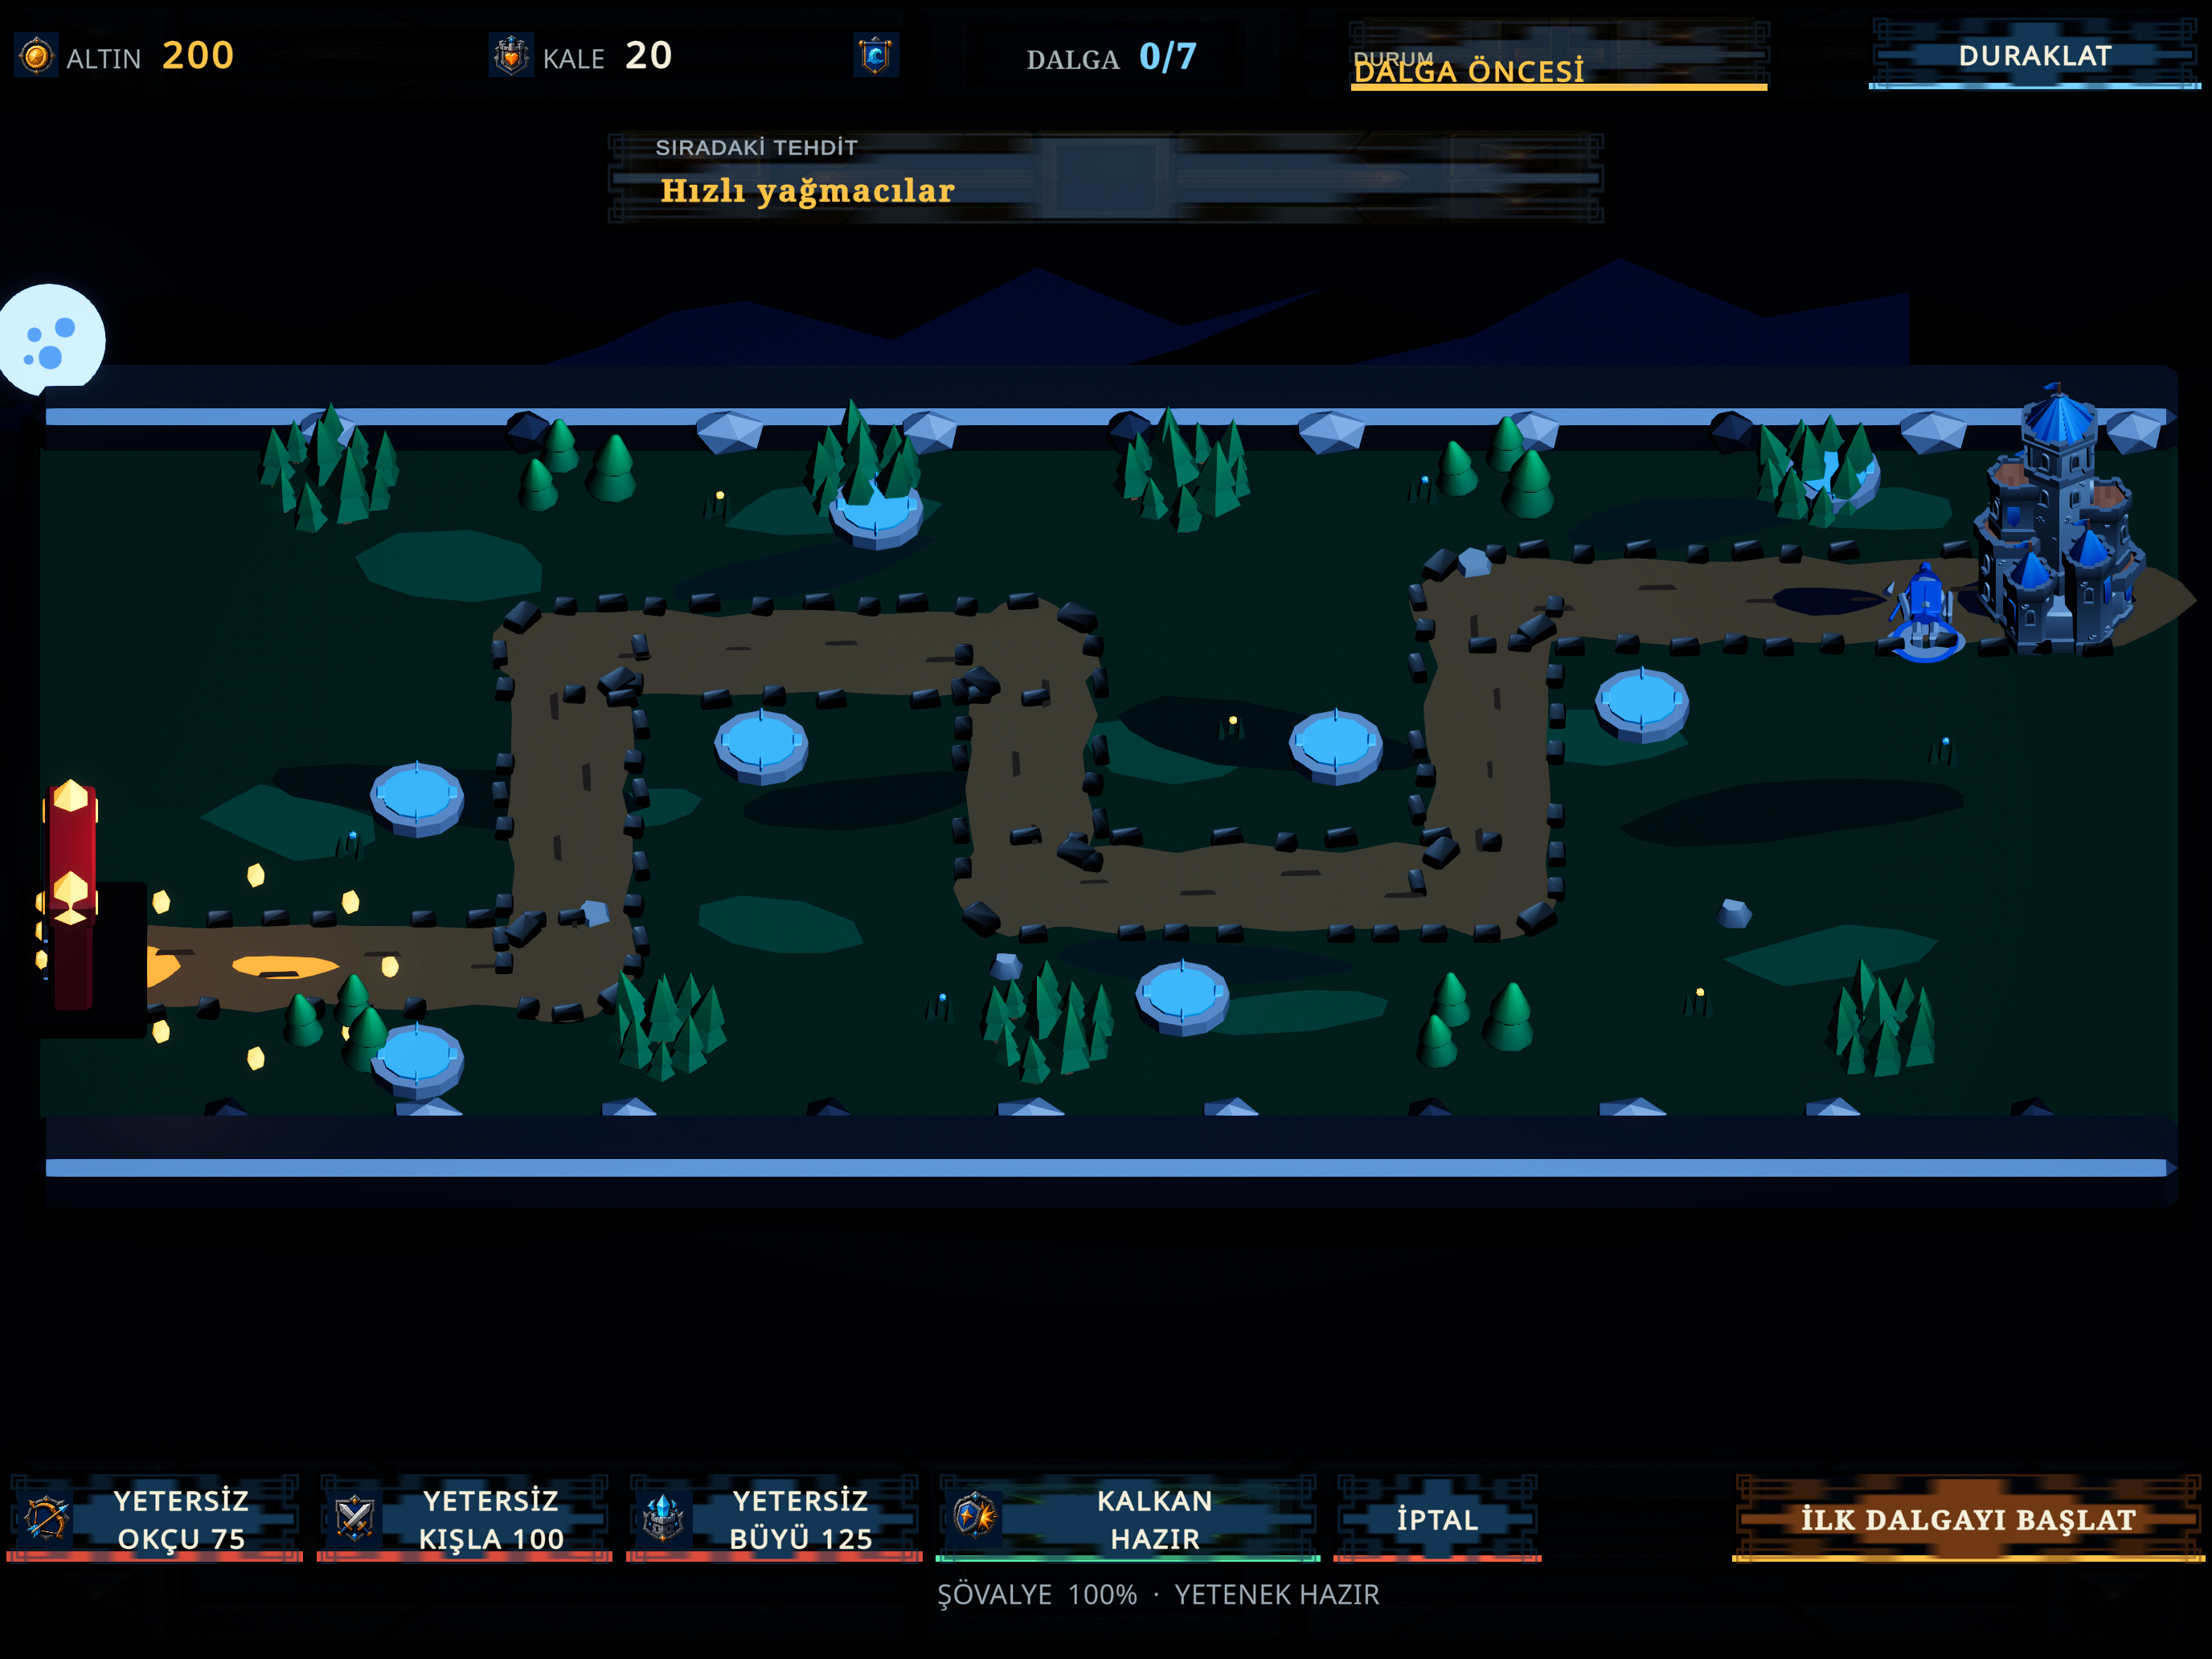 ALTIN 200
KALE 20
DALGA 0/7
DURUM
DALGA ÖNCESİ
DURAKLAT
SIRADAKİ TEHDİT
Hızlı yağmacılar
YETERSİZ
OKÇU 75
YETERSİZ
KIŞLA 100
YETERSİZ
BÜYÜ 125
KALKAN
HAZIR
İPTAL
İLK DALGAYI BAŞLAT
ŞÖVALYE 100% · YETENEK HAZIR